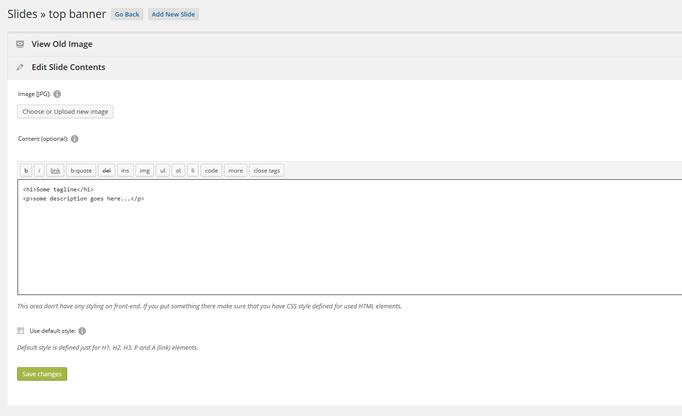 Slides » top banner Go Back Add New Slide
View Old Image
Edit Slide Contents
Image [JPG]:
Choose or Upload new image
Content (optional):
b i link b-quote del ins img ul ol li code more close tags
<h1>Some tagline</h1>
<p>some description goes here...</p>
This area don't have any styling on front-end. If you put something there make sure that you have CSS style defined for used HTML elements.
Use default style:
Default style is defined just for H1, H2, H3, P and A (link) elements.
Save changes